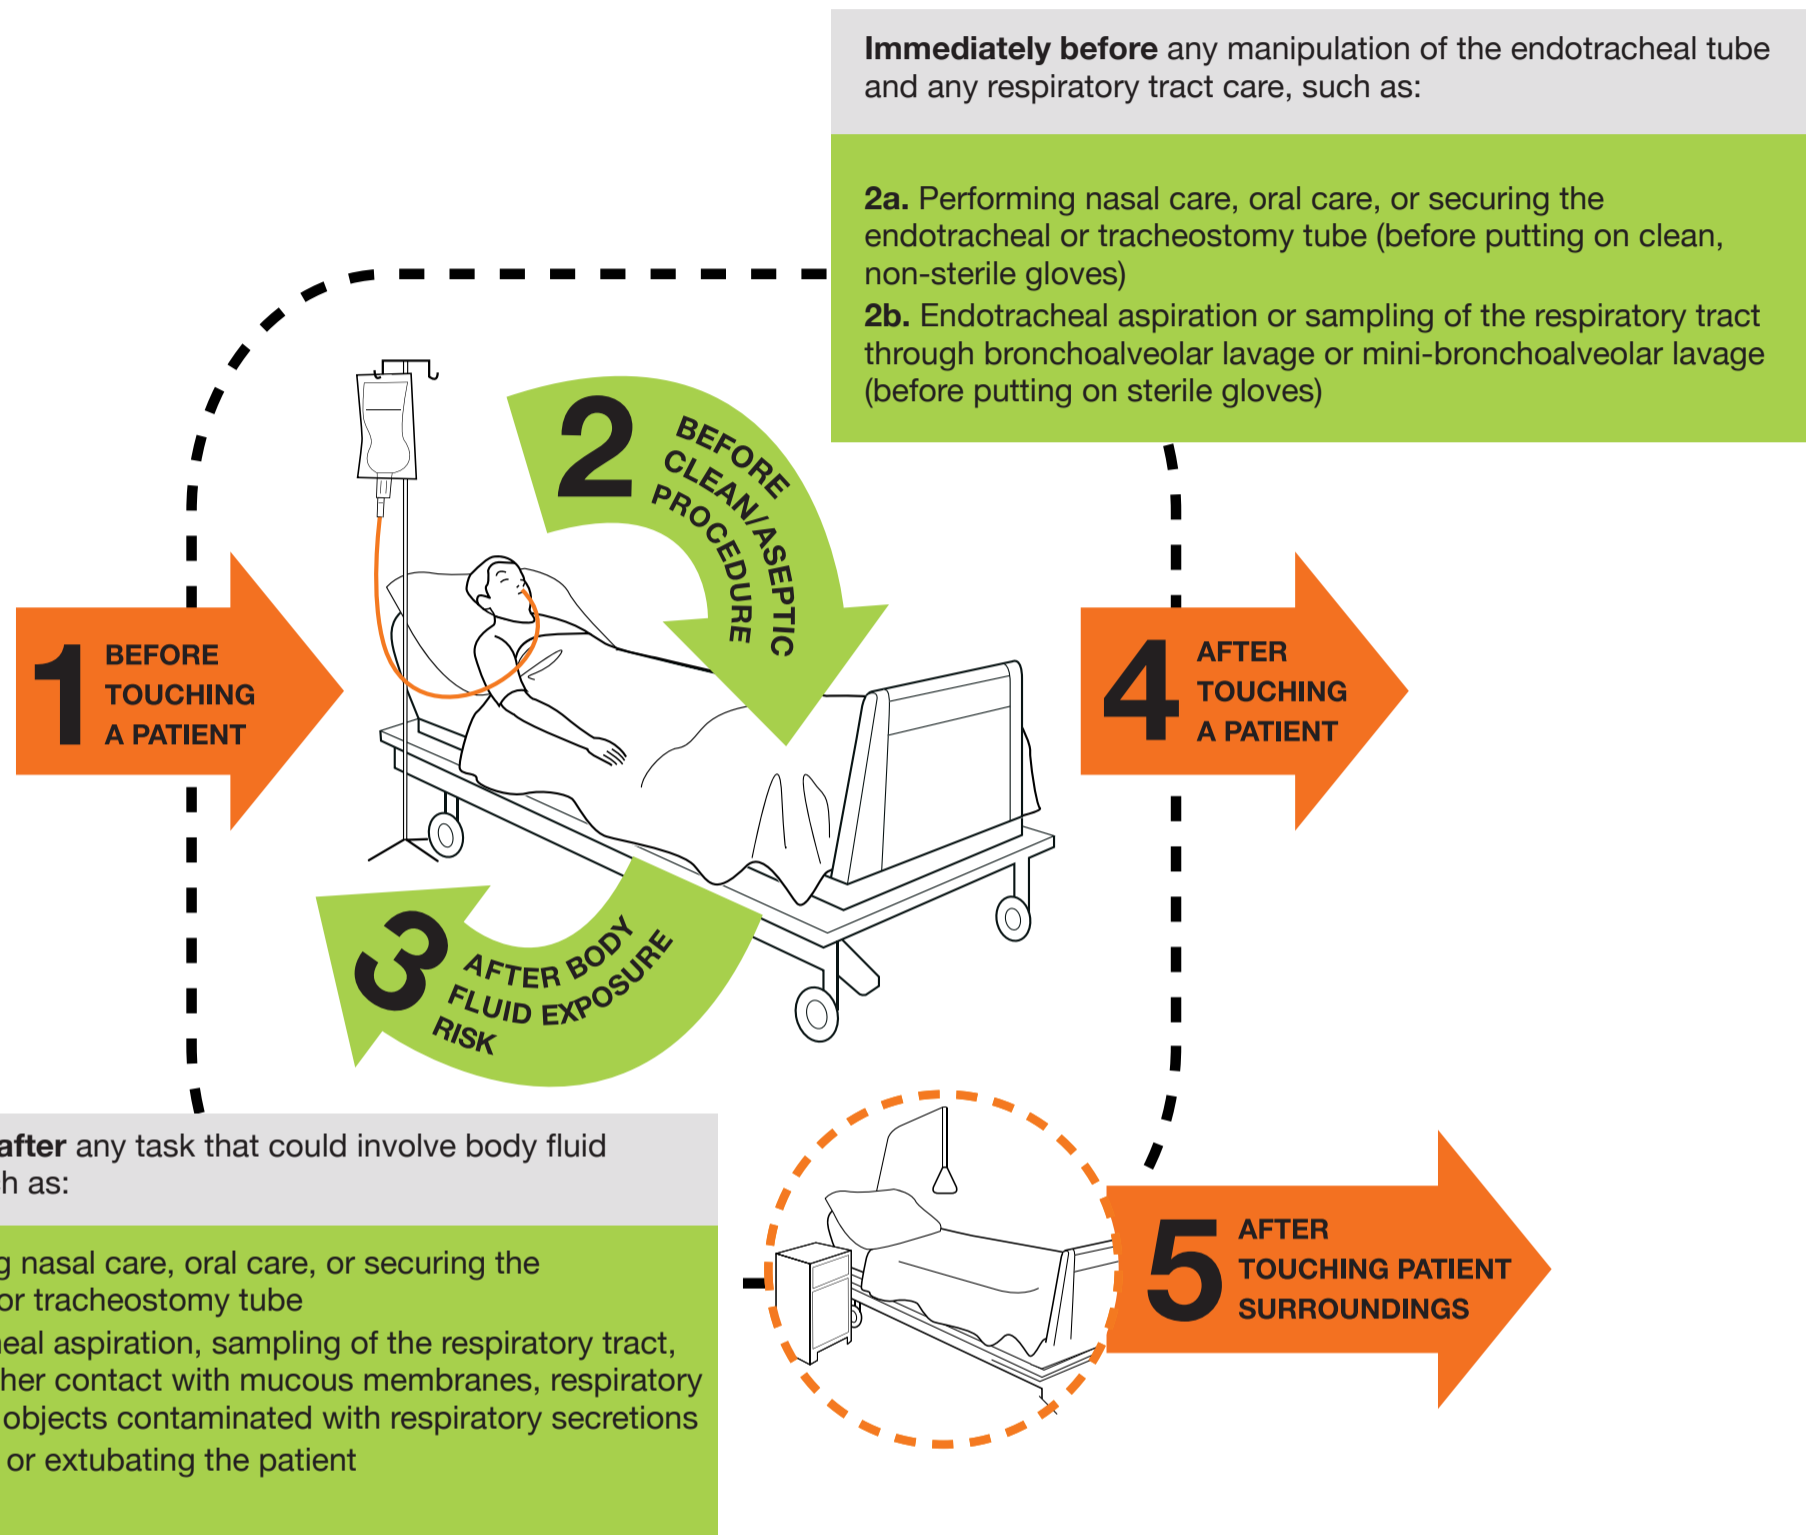 Immediately before any manipulation of the endotracheal tube
and any respiratory tract care, such as:
2a. Performing nasal care, oral care, or securing the
endotracheal or tracheostomy tube (before putting on clean,
non-sterile gloves)
2b. Endotracheal aspiration or sampling of the respiratory tract
through bronchoalveolar lavage or mini-bronchoalveolar lavage
(before putting on sterile gloves)
2
BEFORE
CLEAN/ASEPTIC
PROCEDURE
1
BEFORE
TOUCHING
A PATIENT
4
AFTER
TOUCHING
A PATIENT
3
AFTER BODY
FLUID EXPOSURE
RISK
after any task that could involve body fluid
as:
nasal care, oral care, or securing the
or tracheostomy tube
aspiration, sampling of the respiratory tract,
contact with mucous membranes, respiratory
objects contaminated with respiratory secretions
or extubating the patient
5
AFTER
TOUCHING PATIENT
SURROUNDINGS